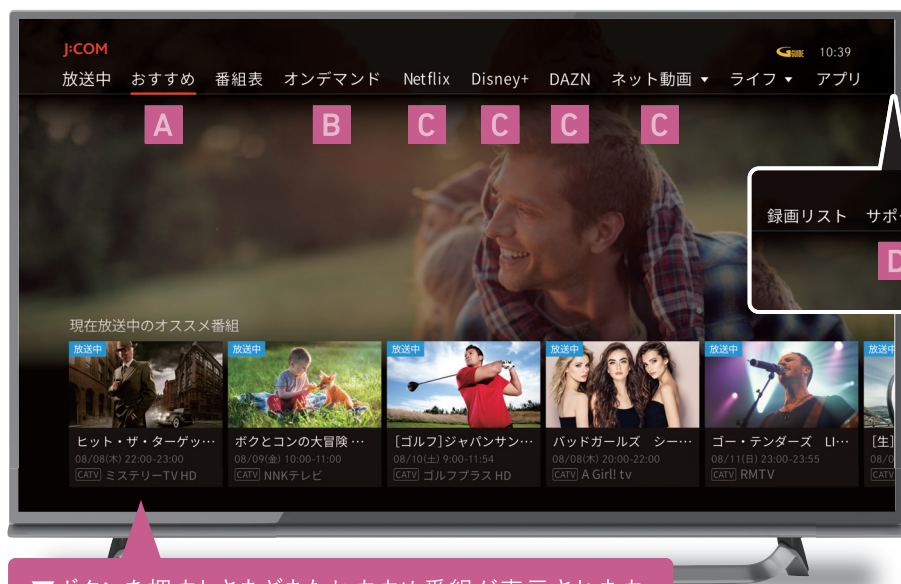 J:COM
G GUIDE 10:39
放送中 おすすめ 番組表 オンデマンド Netflix Disney+ DAZN ネット動画 ▼ ライフ ▼ アプリ
A B C C C C
録画リスト サポ
D
現在放送中のオススメ番組
放送中 放送中 放送中 放送中 放送中 放送中
ヒット・ザ・ターゲッ… ボクとコンの大冒険 … [ゴルフ]ジャパンサン… バッドガールズ シー… ゴー・テンダーズ LI… [生]
08/08(木) 22:00-23:00 08/09(金) 10:00-11:00 08/10(土) 9:00-11:54 08/08(木) 20:00-22:00 08/11(日) 23:00-23:55 08/0
CATV ミステリーTV HD CATV NNKテレビ CATV ゴルフプラス HD CATV A Girl! tv CATV RMTV CATV